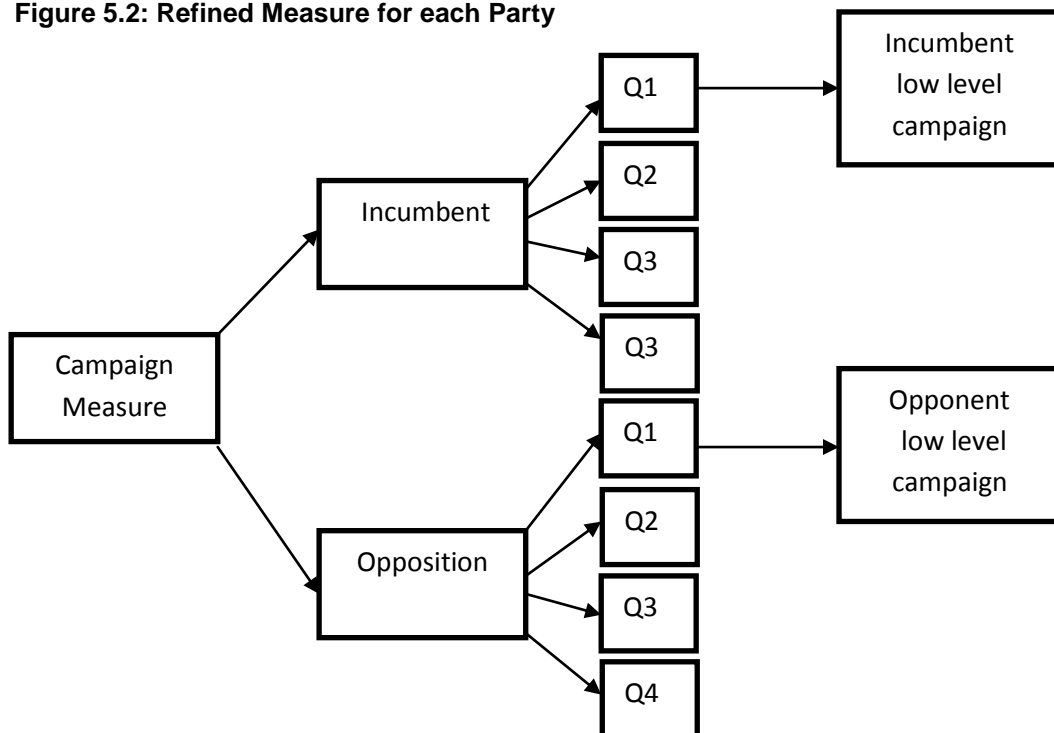 Figure 5.2: Refined Measure for each Party
Campaign
Measure
Incumbent
Q1
Q2
Q3
Q3
Incumbent
low level
campaign
Opposition
Q1
Q2
Q3
Q4
Opponent
low level
campaign